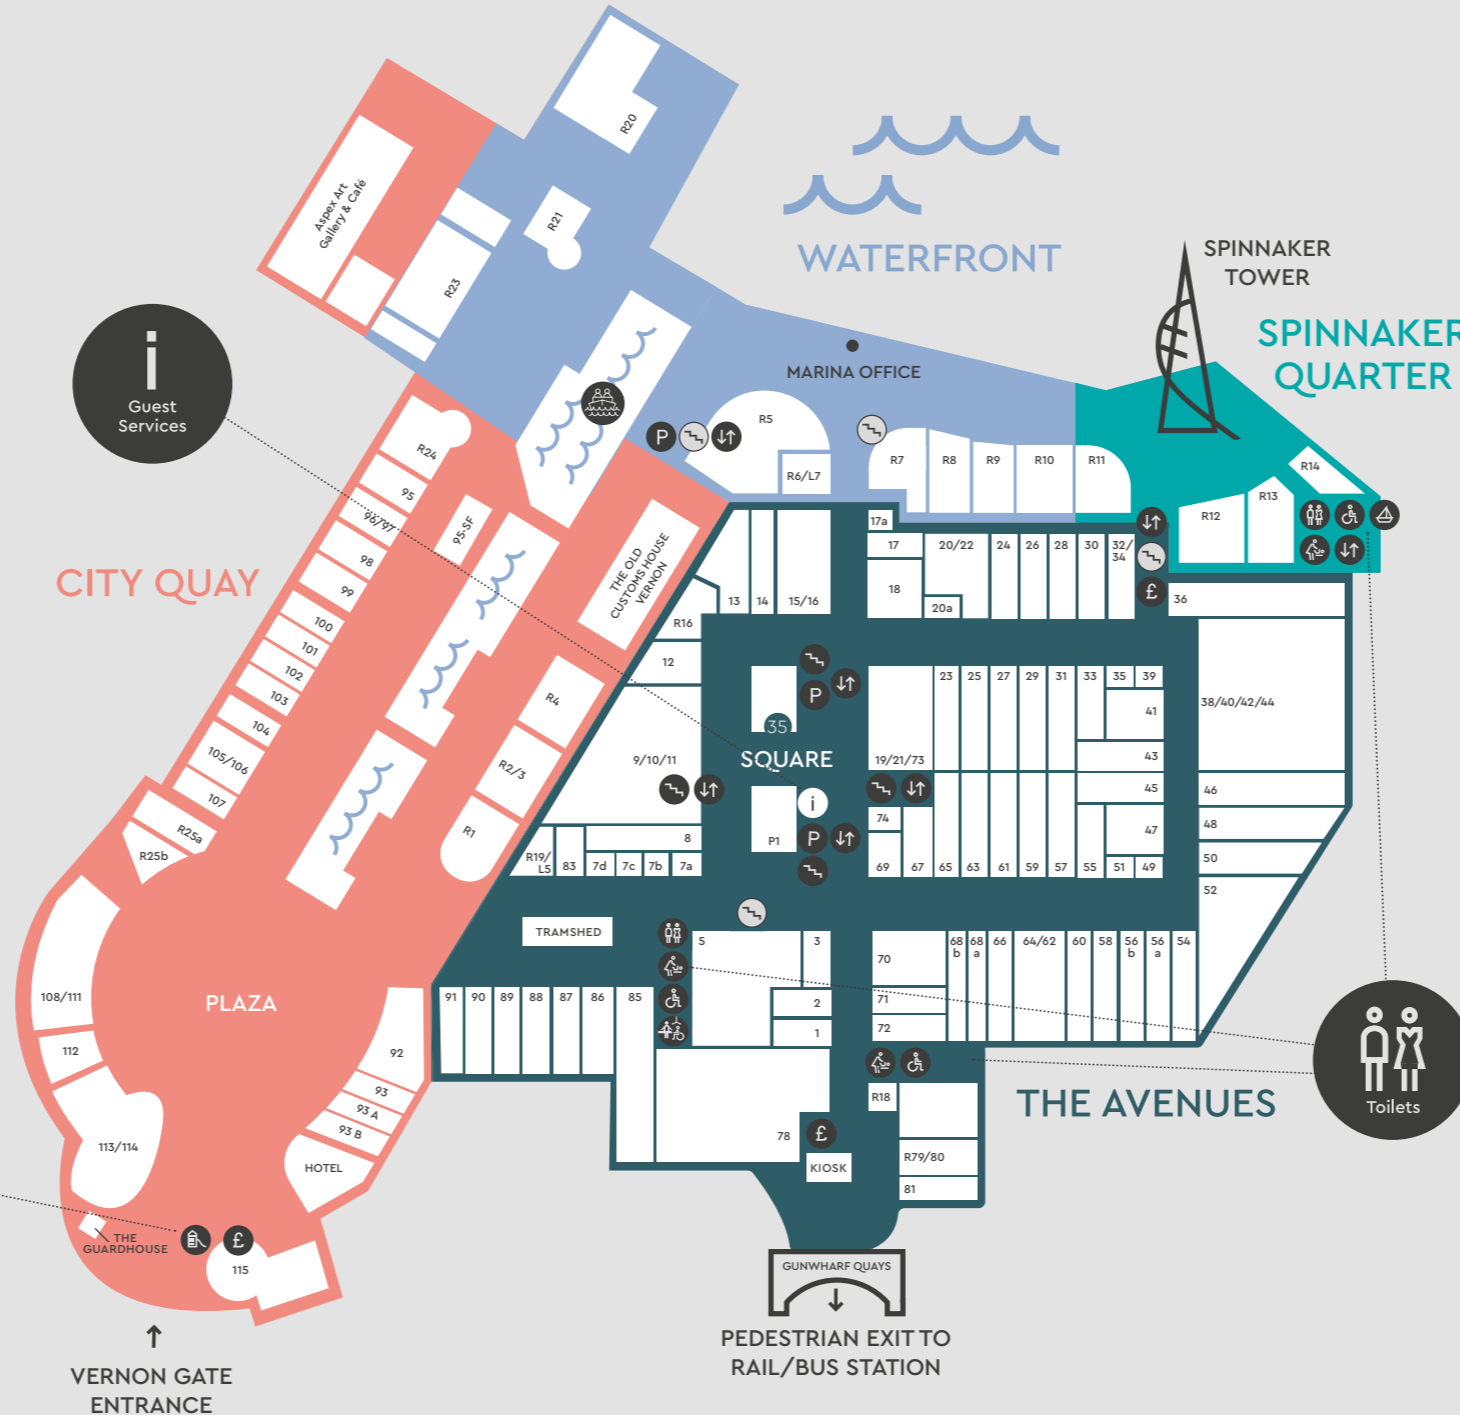 R20
Aspex Art
Gallery & Café
R21
R23
WATERFRONT
SPINNAKER
TOWER
SPINNAKER
QUARTER
i
Guest
Services
MARINA OFFICE
P
R5
R6/L7
R7
R8
R9
R10
R11
R14
R13
R12
R24
95
96/97
95-SF
98
99
CITY QUAY
THE OLD
CUSTOMS HOUSE
VERNON
100
101
102
103
104
105/106
107
R25a
R25b
R4
R2/3
R1
13
14
15/16
R16
12
17a
17
18
20/22
20a
24
26
28
30
32/
34
£
36
P
35
SQUARE
9/10/11
19/21/73
23
25
27
29
31
33
35
39
41
43
38/40/42/44
45
46
i
P1
P
74
47
48
8
R19/
L5
83
7d
7c
7b
7a
69
67
65
63
61
59
57
55
51
49
50
52
TRAMSHED
5
3
2
1
70
71
72
68
b
68
a
66
64/62
60
58
56
b
56
a
54
91
90
89
88
87
86
85
PLAZA
108/111
112
113/114
92
93
93 A
93 B
HOTEL
THE AVENUES
Toilets
R18
78
£
KIOSK
R79/80
81
THE
GUARDHOUSE
£
115
GUNWHARF QUAYS
PEDESTRIAN EXIT TO
RAIL/BUS STATION
VERNON GATE
ENTRANCE